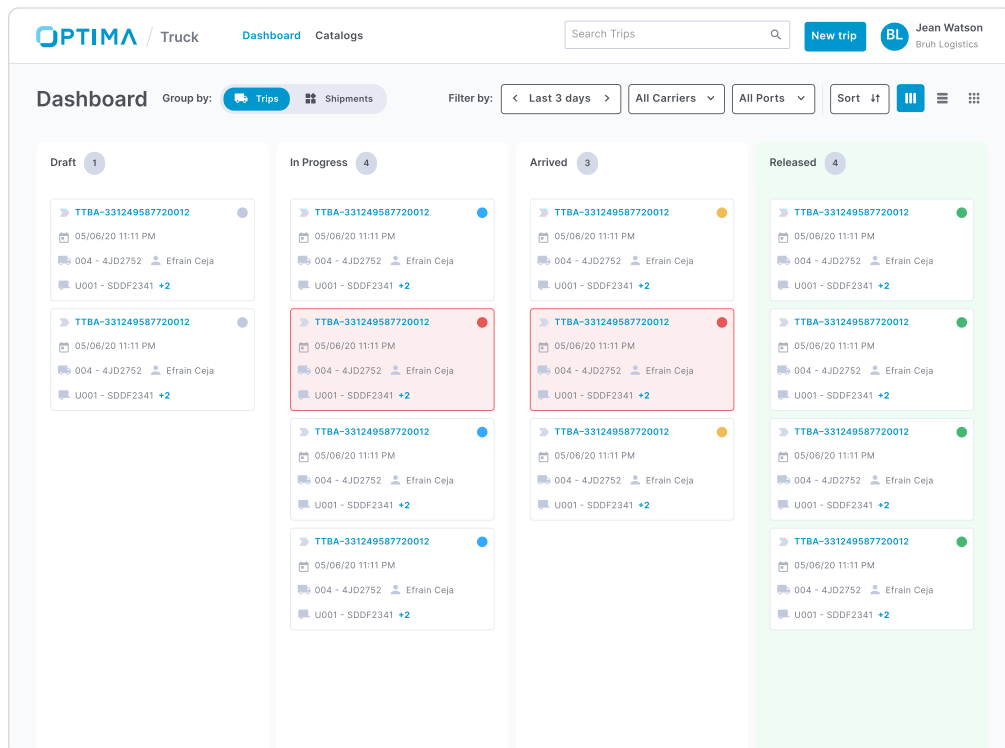 OPTIMA / Truck
Dashboard Catalogs
Search Trips
New trip
BL
Jean Watson
Bruh Logistics
Dashboard
Group by:
Trips
Shipments
Filter by:
Last 3 days
All Carriers
All Ports
Sort
Draft 1
TTBA-331249587720012
05/06/20 11:11 PM
004 - 4JD2752 Efrain Ceja
U001 - SDDF2341 +2
TTBA-331249587720012
05/06/20 11:11 PM
004 - 4JD2752 Efrain Ceja
U001 - SDDF2341 +2
In Progress 4
TTBA-331249587720012
05/06/20 11:11 PM
004 - 4JD2752 Efrain Ceja
U001 - SDDF2341 +2
TTBA-331249587720012
05/06/20 11:11 PM
004 - 4JD2752 Efrain Ceja
U001 - SDDF2341 +2
TTBA-331249587720012
05/06/20 11:11 PM
004 - 4JD2752 Efrain Ceja
U001 - SDDF2341 +2
TTBA-331249587720012
05/06/20 11:11 PM
004 - 4JD2752 Efrain Ceja
U001 - SDDF2341 +2
Arrived 3
TTBA-331249587720012
05/06/20 11:11 PM
004 - 4JD2752 Efrain Ceja
U001 - SDDF2341 +2
TTBA-331249587720012
05/06/20 11:11 PM
004 - 4JD2752 Efrain Ceja
U001 - SDDF2341 +2
TTBA-331249587720012
05/06/20 11:11 PM
004 - 4JD2752 Efrain Ceja
U001 - SDDF2341 +2
Released 4
TTBA-331249587720012
05/06/20 11:11 PM
004 - 4JD2752 Efrain Ceja
U001 - SDDF2341 +2
TTBA-331249587720012
05/06/20 11:11 PM
004 - 4JD2752 Efrain Ceja
U001 - SDDF2341 +2
TTBA-331249587720012
05/06/20 11:11 PM
004 - 4JD2752 Efrain Ceja
U001 - SDDF2341 +2
TTBA-331249587720012
05/06/20 11:11 PM
004 - 4JD2752 Efrain Ceja
U001 - SDDF2341 +2